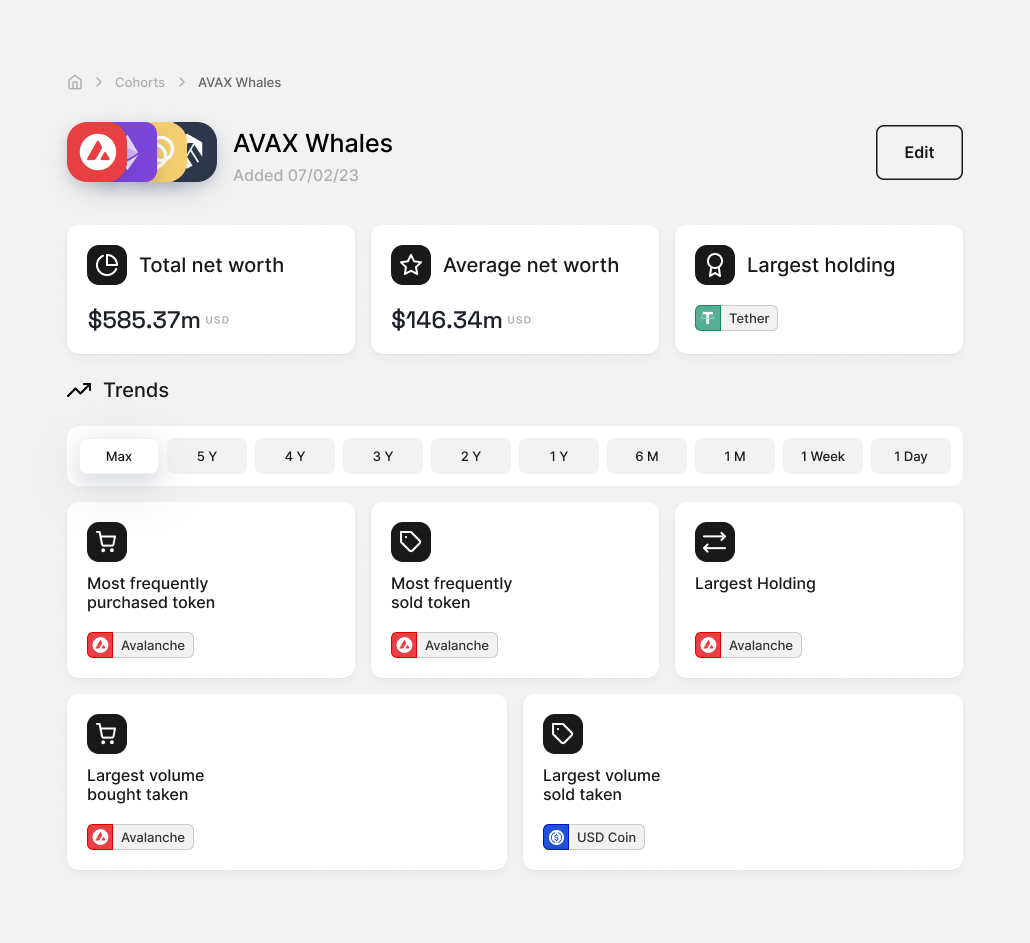 Cohorts
AVAX Whales
AVAX Whales
Added 07/02/23
Edit
Total net worth
$585.37m USD
Average net worth
$146.34m USD
Largest holding
Tether
Trends
Max
5 Y
4 Y
3 Y
2 Y
1 Y
6 M
1 M
1 Week
1 Day
Most frequently
purchased token
Avalanche
Most frequently
sold token
Avalanche
Largest Holding
Avalanche
Largest volume
bought taken
Avalanche
Largest volume
sold taken
USD Coin